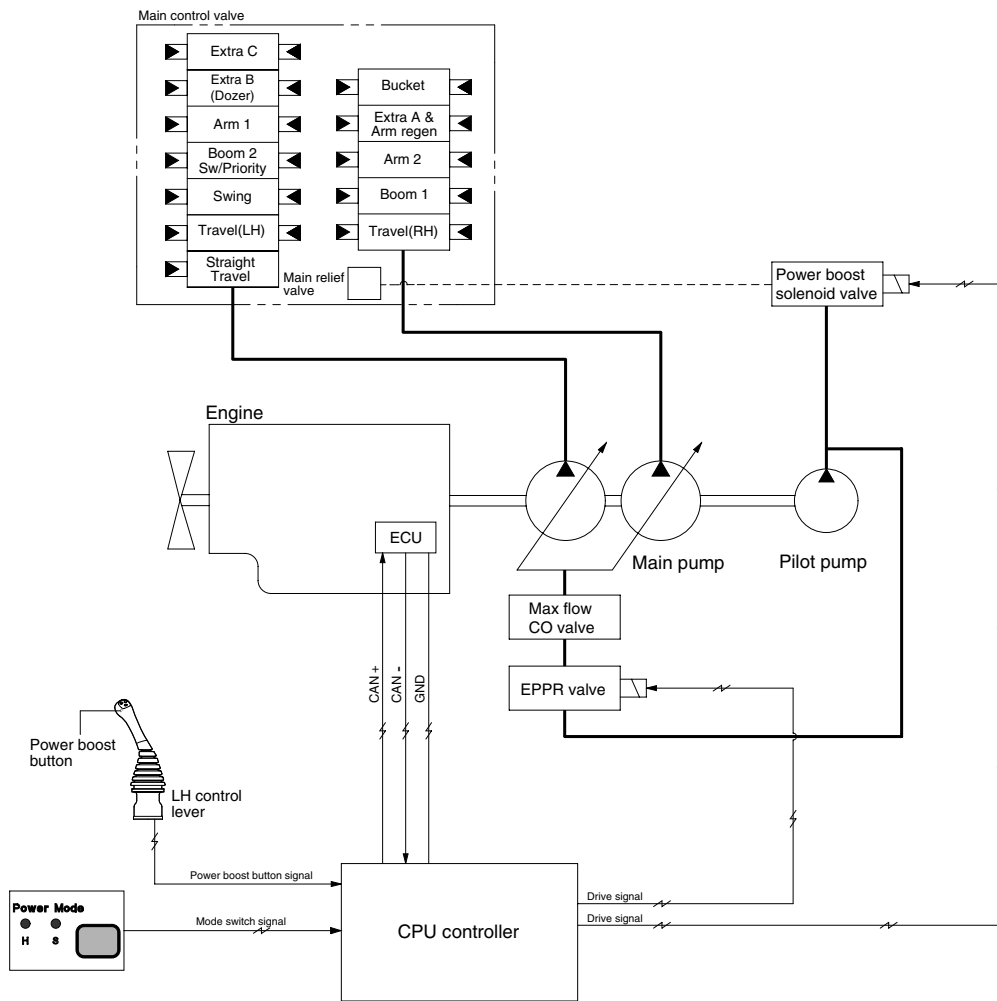 Main control valve
Extra C
Extra B
(Dozer)
Arm 1
Boom 2
Sw/Priority
Swing
Travel(LH)
Straight
Travel
Bucket
Extra A &
Arm regen
Arm 2
Boom 1
Travel(RH)
Main relief
valve
Power boost
solenoid valve
Engine
ECU
Main pump
Pilot pump
Max flow
CO valve
EPPR valve
CAN +
CAN -
GND
Power boost
button
LH control
lever
Power boost button signal
Mode switch signal
Power Mode
H S
CPU controller
Drive signal
Drive signal